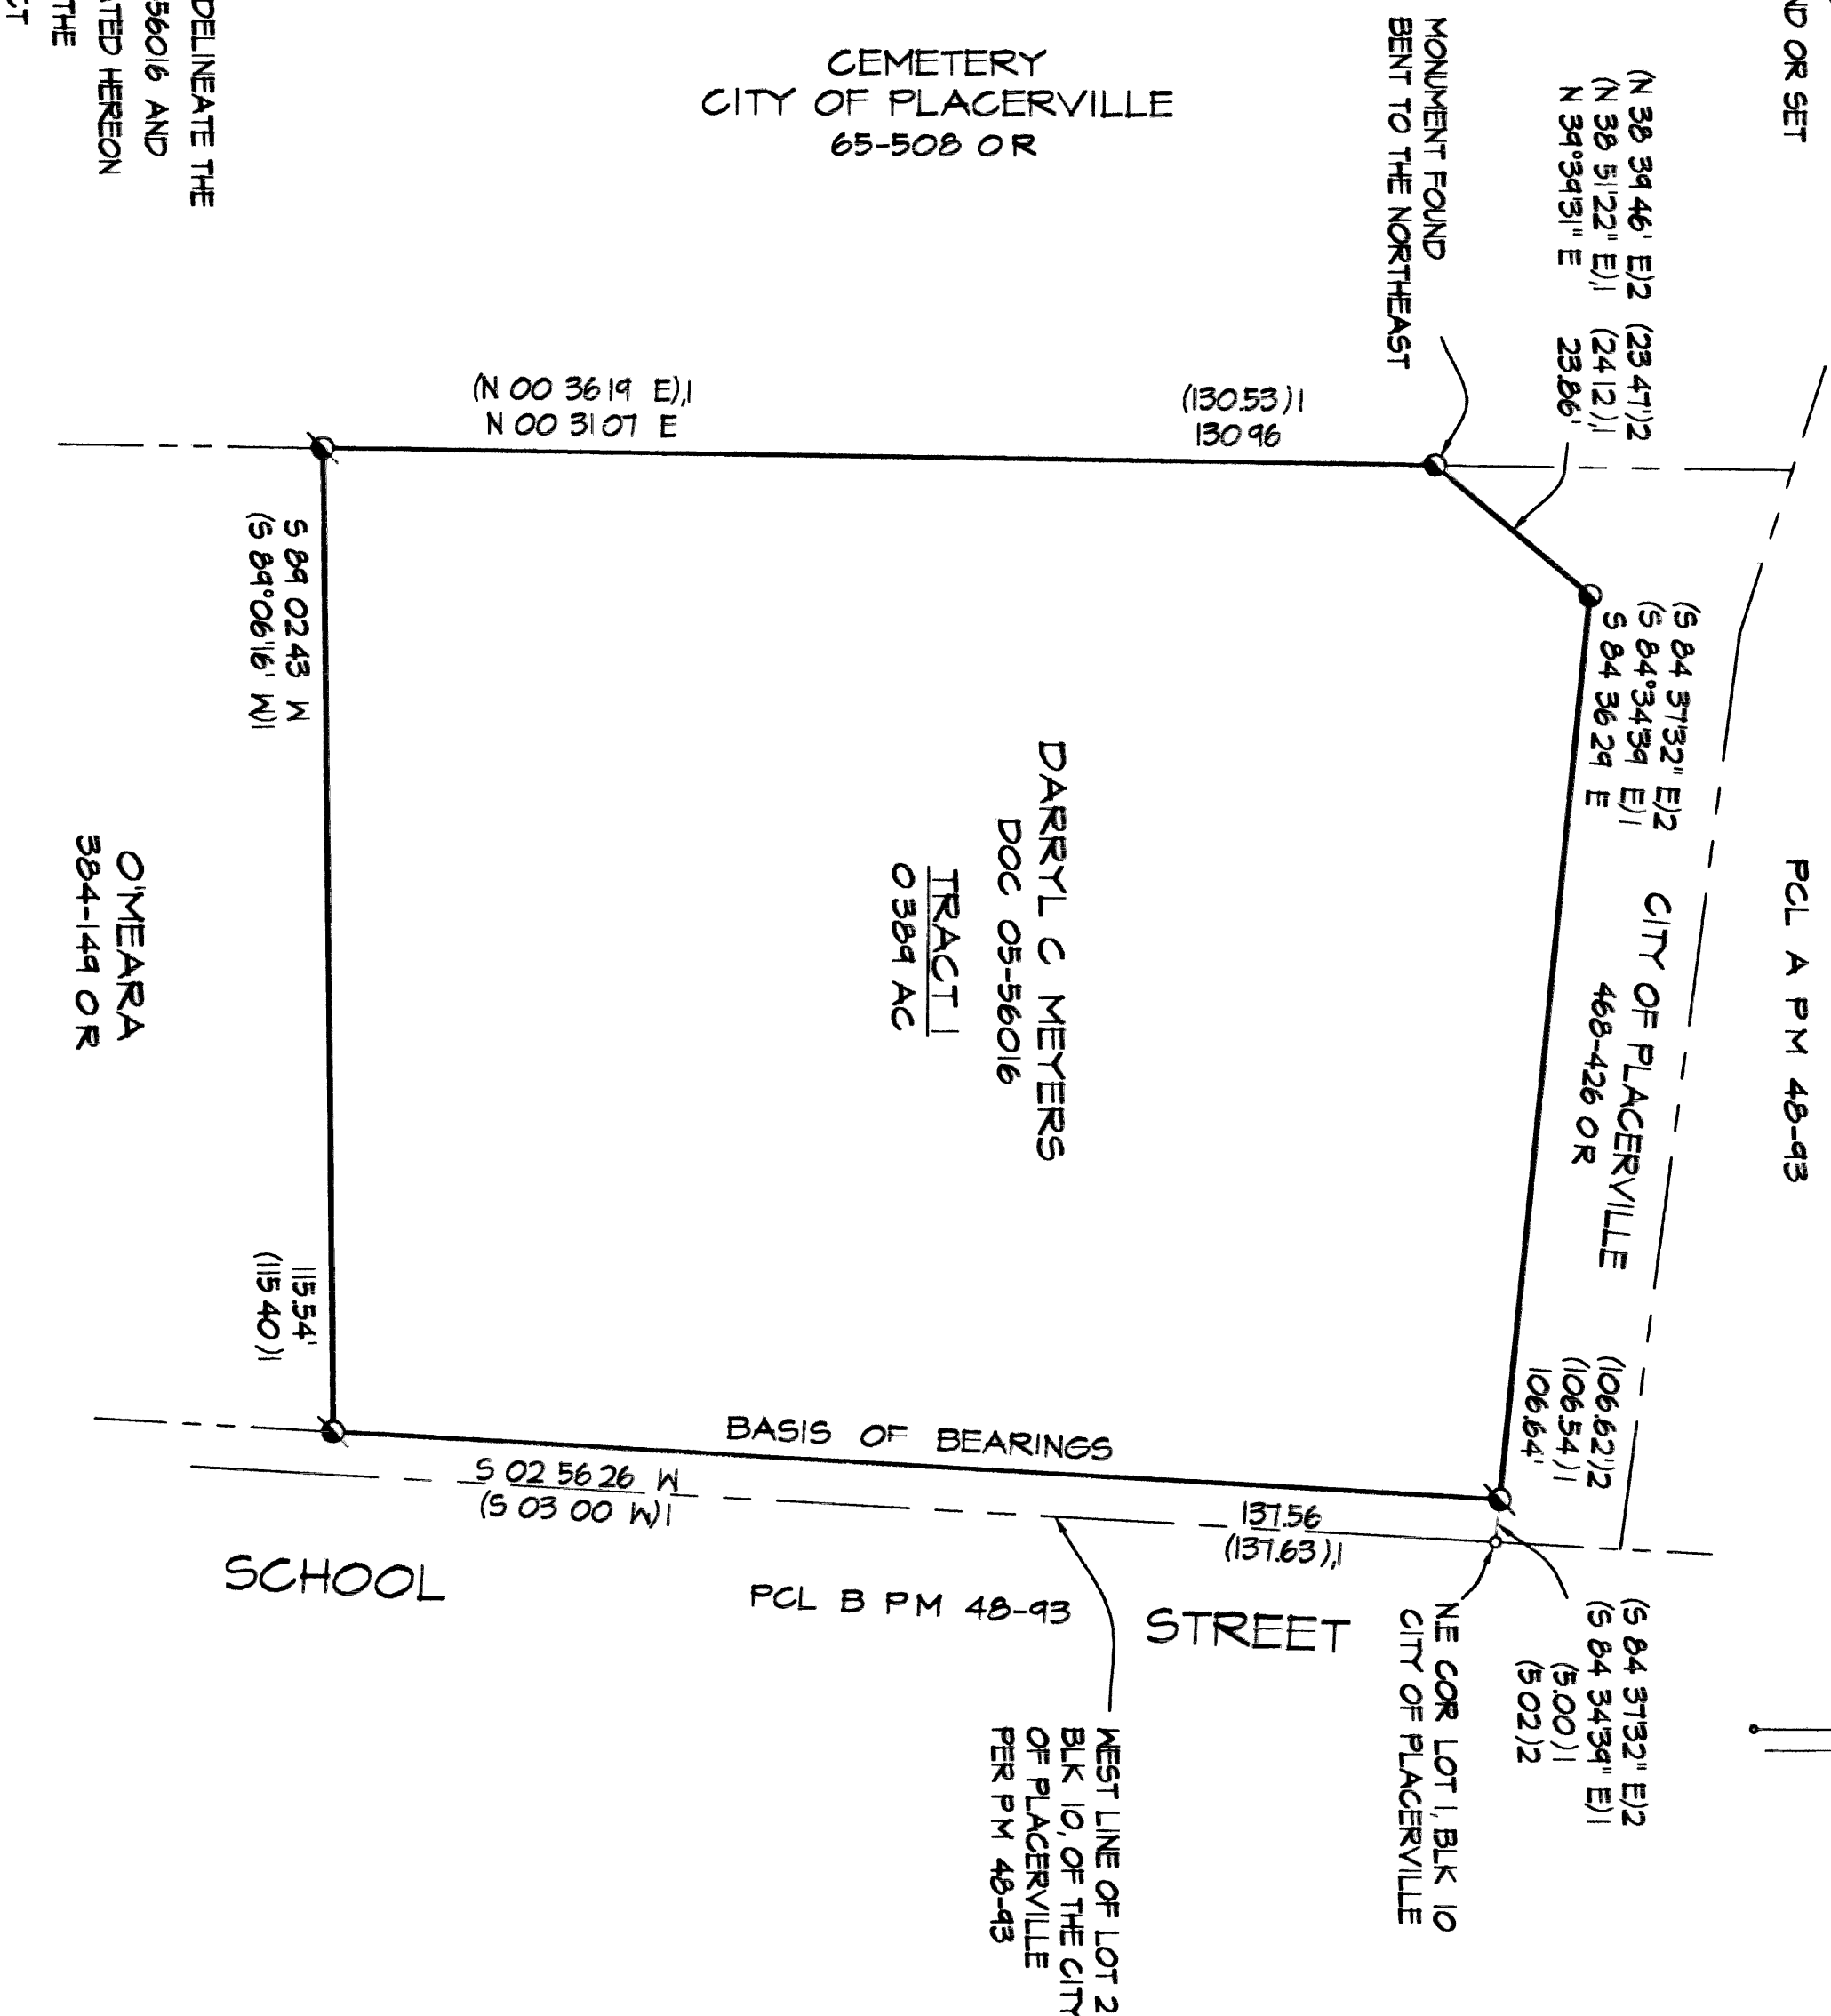 ND OR SET
DELINEATE THE
56016 AND
ATED HEREON
THE
CT
CEMETERY
CITY OF PLACERVILLE
65-508 O R
MONUMENT FOUND
BENT TO THE NORTHEAST
(N 38 39 46' E)2 (23 47')2
(N 38 51'22" E),1 (24 12'),1
N 39°39'31" E 23.86'
(N 00 36 19 E),1
N 00 31 07 E
(130.53)1
130 96
(S 84 37'32" E)2
(S 84°34'39 E)1
S 84 36 29 E
PCL A PM 48-93
CITY OF PLACERVILLE
468-426 O R
(106.62')2
(106.54)1
106.64'
S 89 02 43 W
(S 89°06'16' W)1
115.54'
(115 40)1
DARRYL C MEYERS
DOC 05-56016
TRACT 1
0 389 AC
O'MEARA
384-149 O R
BASIS OF BEARINGS
S 02 56 26 W
(S 03 00 W)1
137.56
(137.63),1
SCHOOL
PCL B PM 48-93
STREET
(S 84 37'32" E)2
(S 84 34'39" E)1
(5.00)1
(5 02)2
N.E COR LOT 1, BLK 10
CITY OF PLACERVILLE
WEST LINE OF LOT 2
BLK 10, OF THE CITY
OF PLACERVILLE
PER PM 48-93